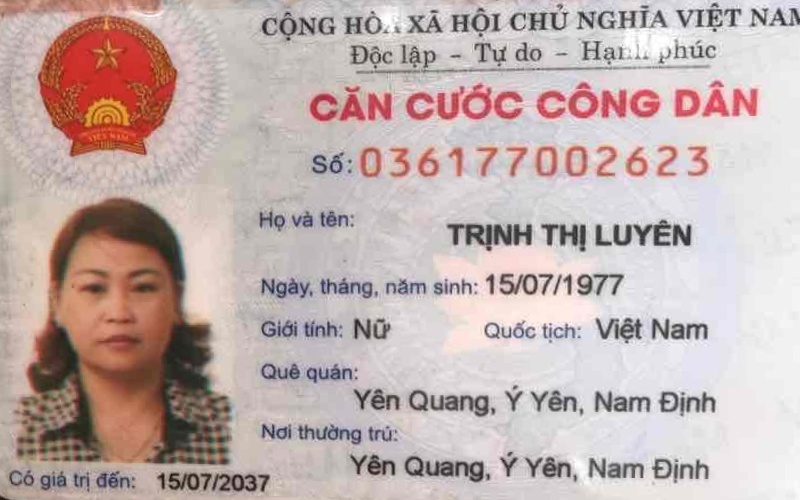 CỘNG HÒA XÃ HỘI CHỦ NGHĨA VIỆT NAM
Độc lập - Tự do - Hạnh phúc
CĂN CƯỚC CÔNG DÂN
Số: 036177002623
Họ và tên: TRỊNH THỊ LUYÊN
Ngày, tháng, năm sinh: 15/07/1977
Giới tính: Nữ Quốc tịch: Việt Nam
Quê quán:
Yên Quang, Ý Yên, Nam Định
Nơi thường trú:
Yên Quang, Ý Yên, Nam Định
Có giá trị đến: 15/07/2037
VIỆT NAM